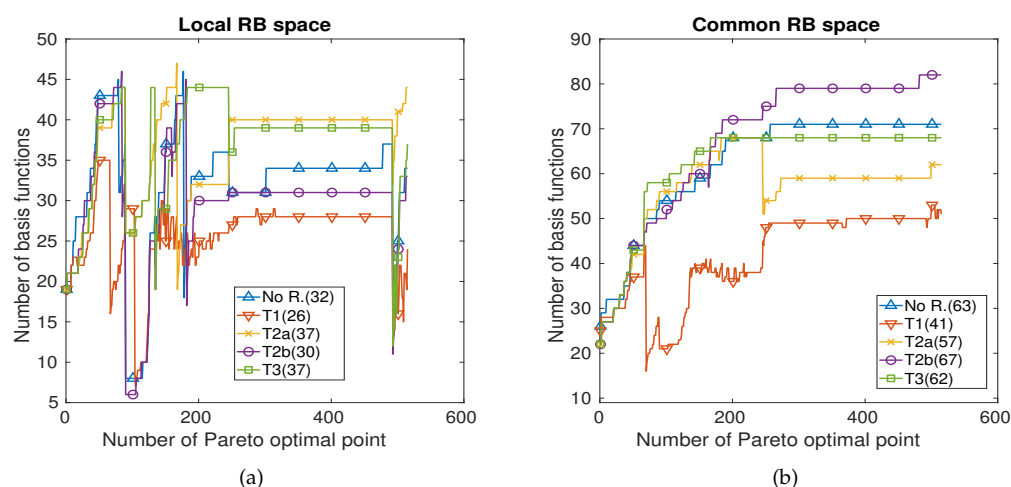 Local RB space
50
45
40
35
30
25
20
15
10
5
Number of basis functions
No R.(32)
T1(26)
T2a(37)
T2b(30)
T3(37)
0
200
400
600
Number of Pareto optimal point
(a)
Common RB space
90
80
70
60
50
40
30
20
10
Number of basis functions
No R.(63)
T1(41)
T2a(57)
T2b(67)
T3(62)
0
200
400
600
Number of Pareto optimal point
(b)